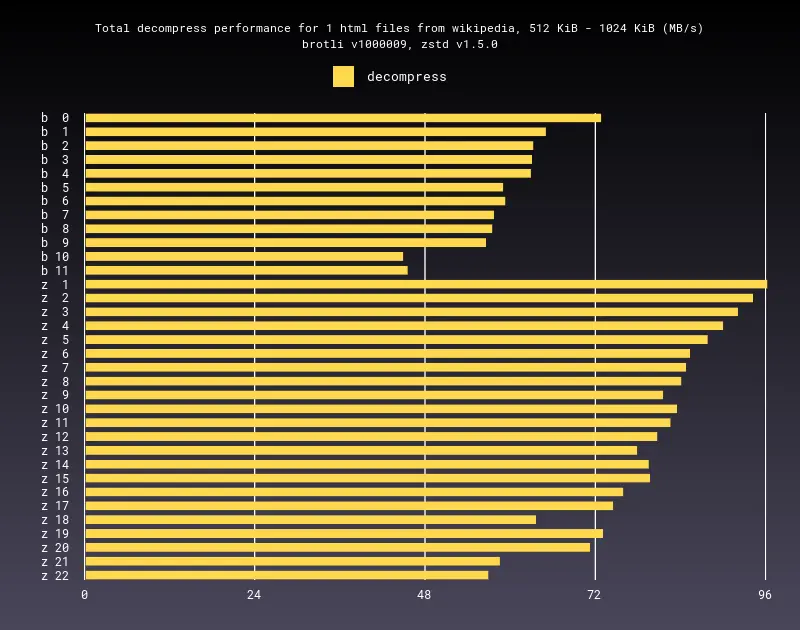 Total decompress performance for 1 html files from wikipedia, 512 KiB - 1024 KiB (MB/s)
brotli v1000009, zstd v1.5.0
decompress
b 0
b 1
b 2
b 3
b 4
b 5
b 6
b 7
b 8
b 9
b 10
b 11
z 1
z 2
z 3
z 4
z 5
z 6
z 7
z 8
z 9
z 10
z 11
z 12
z 13
z 14
z 15
z 16
z 17
z 18
z 19
z 20
z 21
z 22
0 24 48 72 96